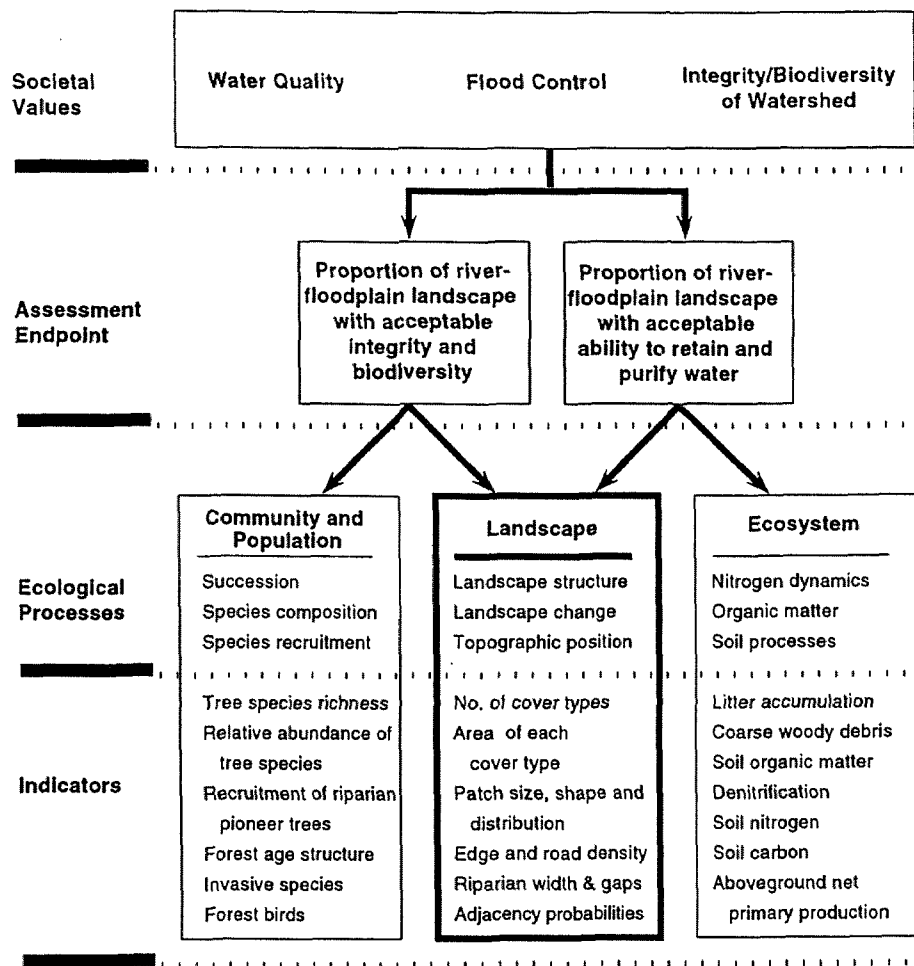 Societal
Values
Water Quality
Flood Control
Integrity/Biodiversity
of Watershed
Assessment
Endpoint
Proportion of river-
floodplain landscape
with acceptable
integrity and
biodiversity
Proportion of river-
floodplain landscape
with acceptable
ability to retain and
purify water
Ecological
Processes
Community and
Population
Succession
Species composition
Species recruitment
Landscape
Landscape structure
Landscape change
Topographic position
Ecosystem
Nitrogen dynamics
Organic matter
Soil processes
Indicators
Tree species richness
Relative abundance of
tree species
Recruitment of riparian
pioneer trees
Forest age structure
Invasive species
Forest birds
No. of cover types
Area of each
cover type
Patch size, shape and
distribution
Edge and road density
Riparian width & gaps
Adjacency probabilities
Litter accumulation
Coarse woody debris
Soil organic matter
Denitrification
Soil nitrogen
Soil carbon
Aboveground net
primary production